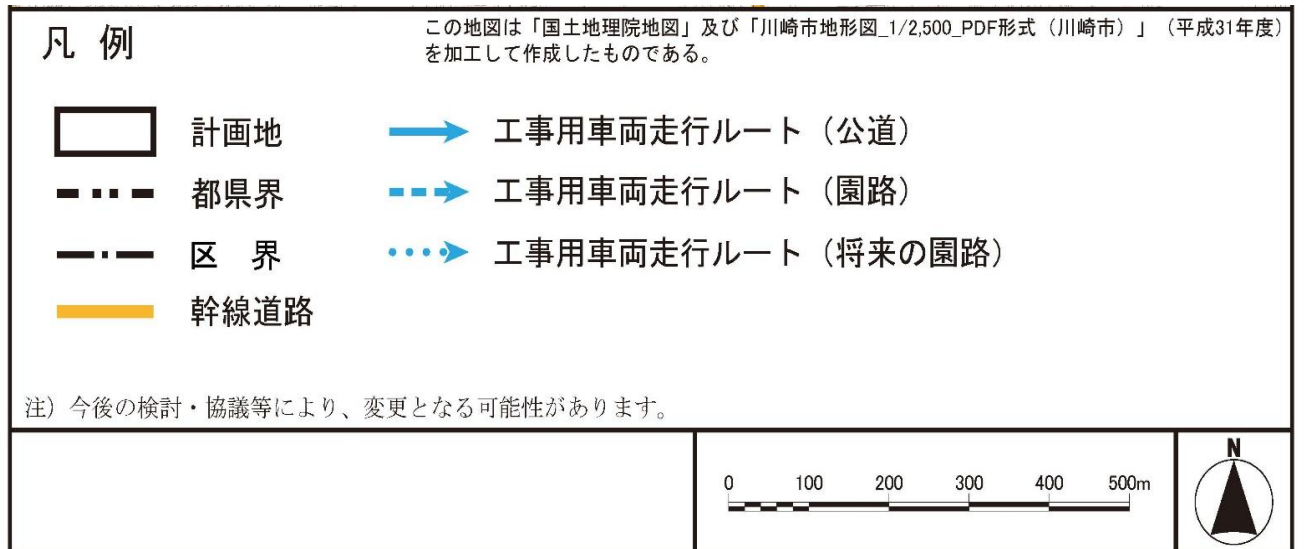 凡 例
この地図は「国土地理院地図」及び「川崎市地形図_1/2,500_PDF形式（川崎市）」（平成31年度）
を加工して作成したものである。
計画地
工事用車両走行ルート（公道）
都県界
工事用車両走行ルート（園路）
区 界
工事用車両走行ルート（将来の園路）
幹線道路
注）今後の検討・協議等により、変更となる可能性があります。
0 100 200 300 400 500m
N